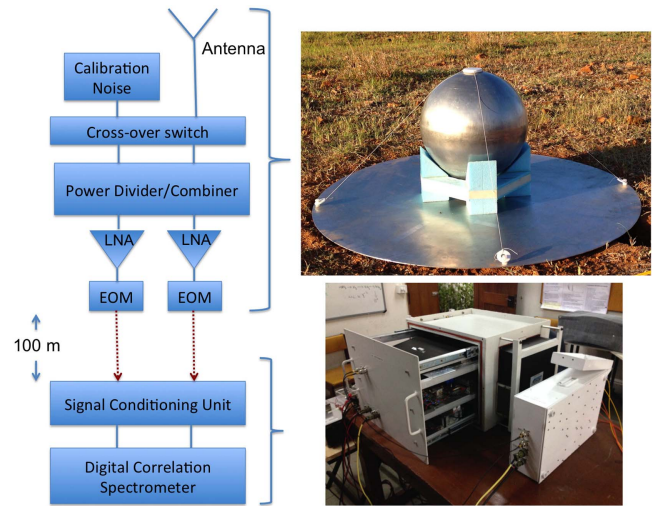 Antenna
Calibration
Noise
Cross-over switch
Power Divider/Combiner
LNA
LNA
EOM
EOM
100 m
Signal Conditioning Unit
Digital Correlation
Spectrometer